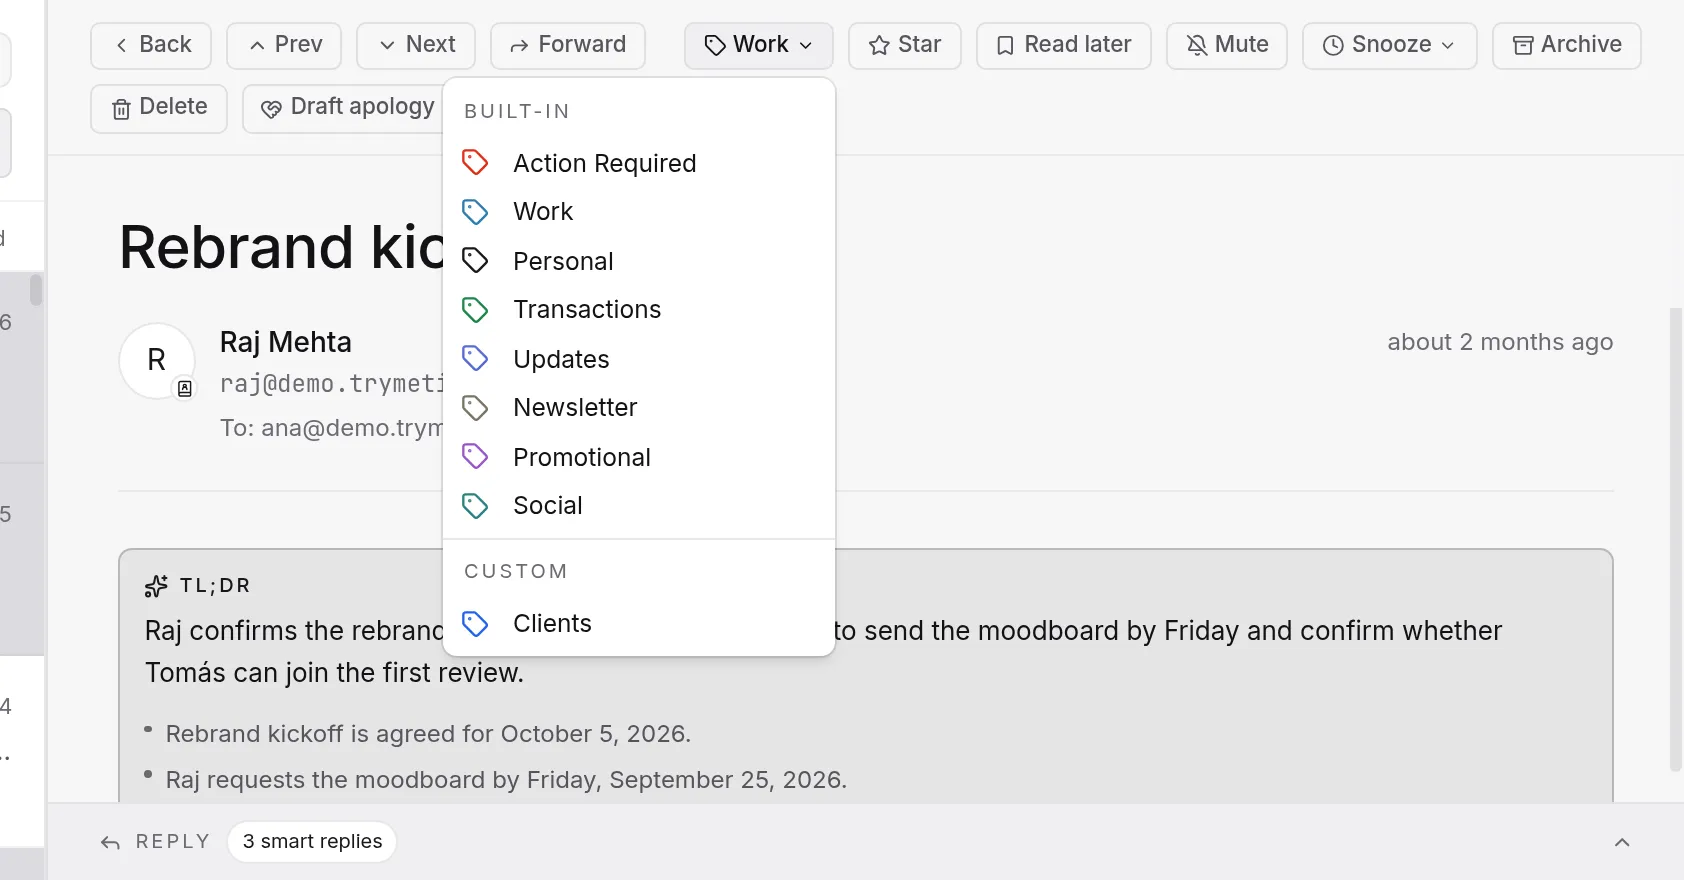 Back Prev Next Forward Work Star Read later Mute Snooze Archive
Delete Draft apology
BUILT-IN
Action Required
Work
Personal
Transactions
Updates
Newsletter
Promotional
Social
CUSTOM
Clients
Rebrand
R
Raj Mehta
about 2 months ago
raj@demo.trymeti
To: ana@demo.trym
TL;DR
Raj confirms the rebrand to send the moodboard by Friday and confirm whether
Tomás can join the first review.
Rebrand kickoff is agreed for October 5, 2026.
Raj requests the moodboard by Friday, September 25, 2026.
REPLY 3 smart replies
6
5
4